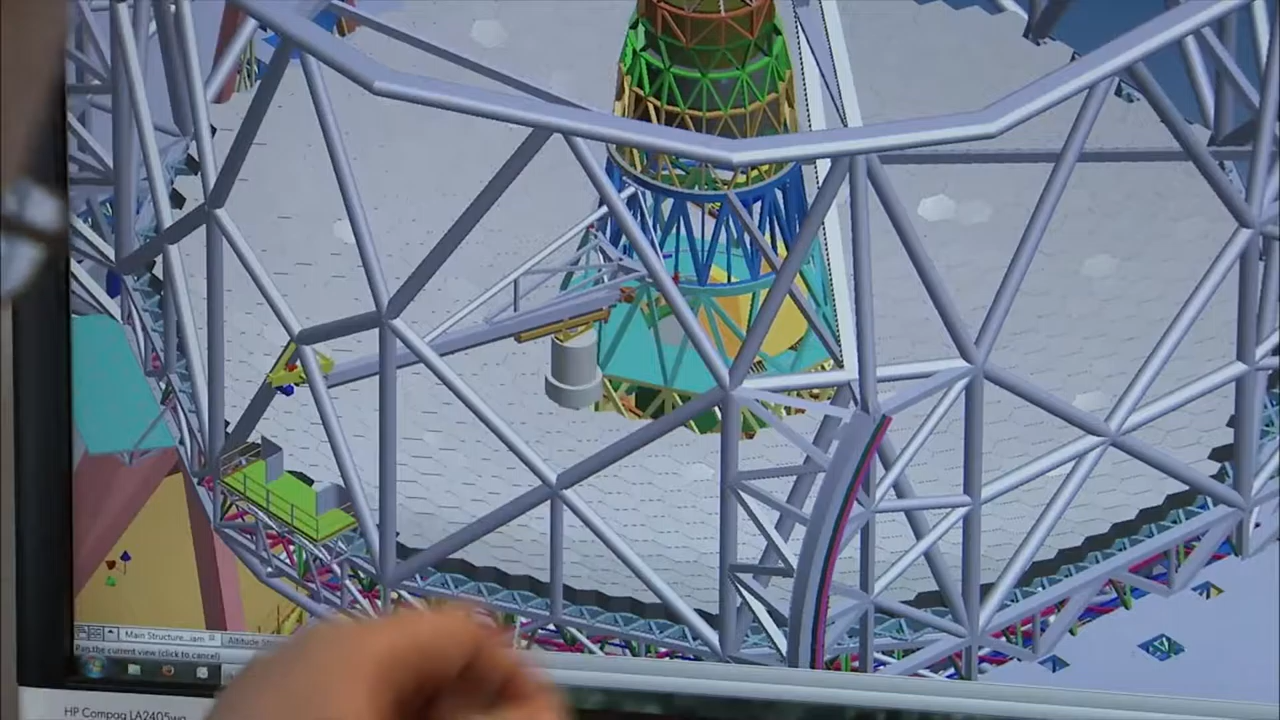 Main Structure...iam
Altitude S
Pan the current view (click to cancel)
HP Compaq LA2405wg